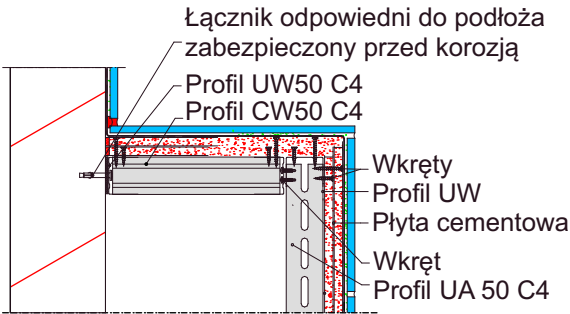 Łącznik odpowiedni do podłoża
zabezpieczony przed korozją
Profil UW50 C4
Profil CW50 C4
Wkręty
Profil UW
Płyta cementowa
Wkręt
Profil UA 50 C4